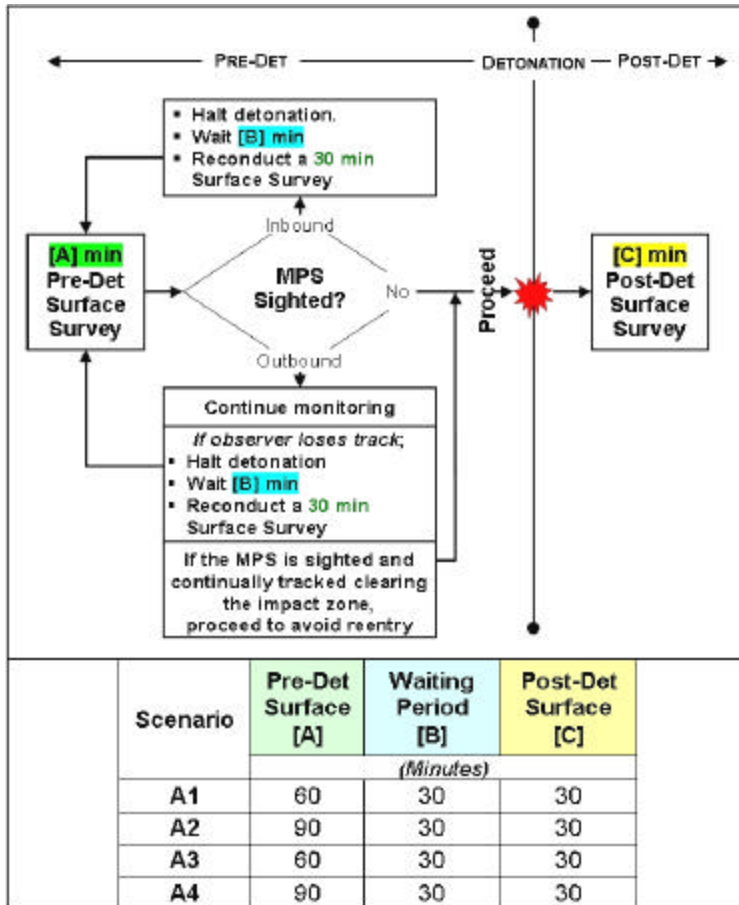 PRE-DET
DETONATION
POST-DET
▪ Halt detonation.
▪ Wait [B] min
▪ Reconduct a 30 min
Surface Survey
Inbound
[A] min
Pre-Det
Surface
Survey
MPS
Sighted?
No
Proceed
[C] min
Post-Det
Surface
Survey
Outbound
Continue monitoring
If observer loses track;
▪ Halt detonation
▪ Wait [B] min
▪ Reconduct a 30 min
Surface Survey
If the MPS is sighted and
continually tracked clearing
the impact zone,
proceed to avoid reentry
Scenario
Pre-Det
Surface
[A]
Waiting
Period
[B]
Post-Det
Surface
[C]
(Minutes)
A1 60 30 30
A2 90 30 30
A3 60 30 30
A4 90 30 30